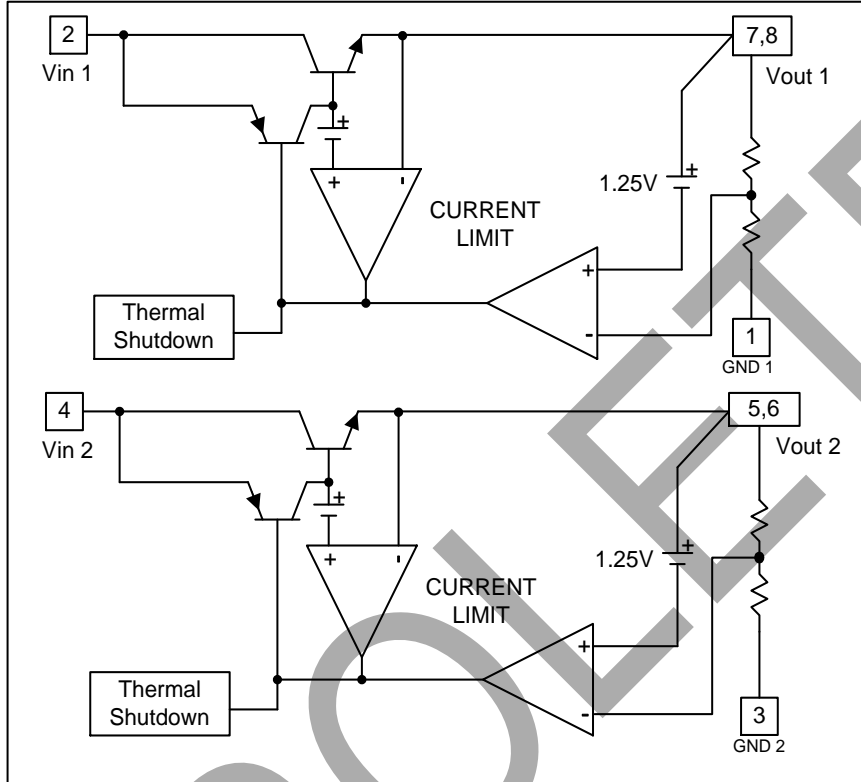 2
Vin 1
7,8
Vout 1
+
+
-
CURRENT
LIMIT
1.25V
+
+
-
Thermal
Shutdown
1
GND 1
4
Vin 2
5,6
Vout 2
+
+
-
CURRENT
LIMIT
1.25V
+
+
-
Thermal
Shutdown
3
GND 2
OLET